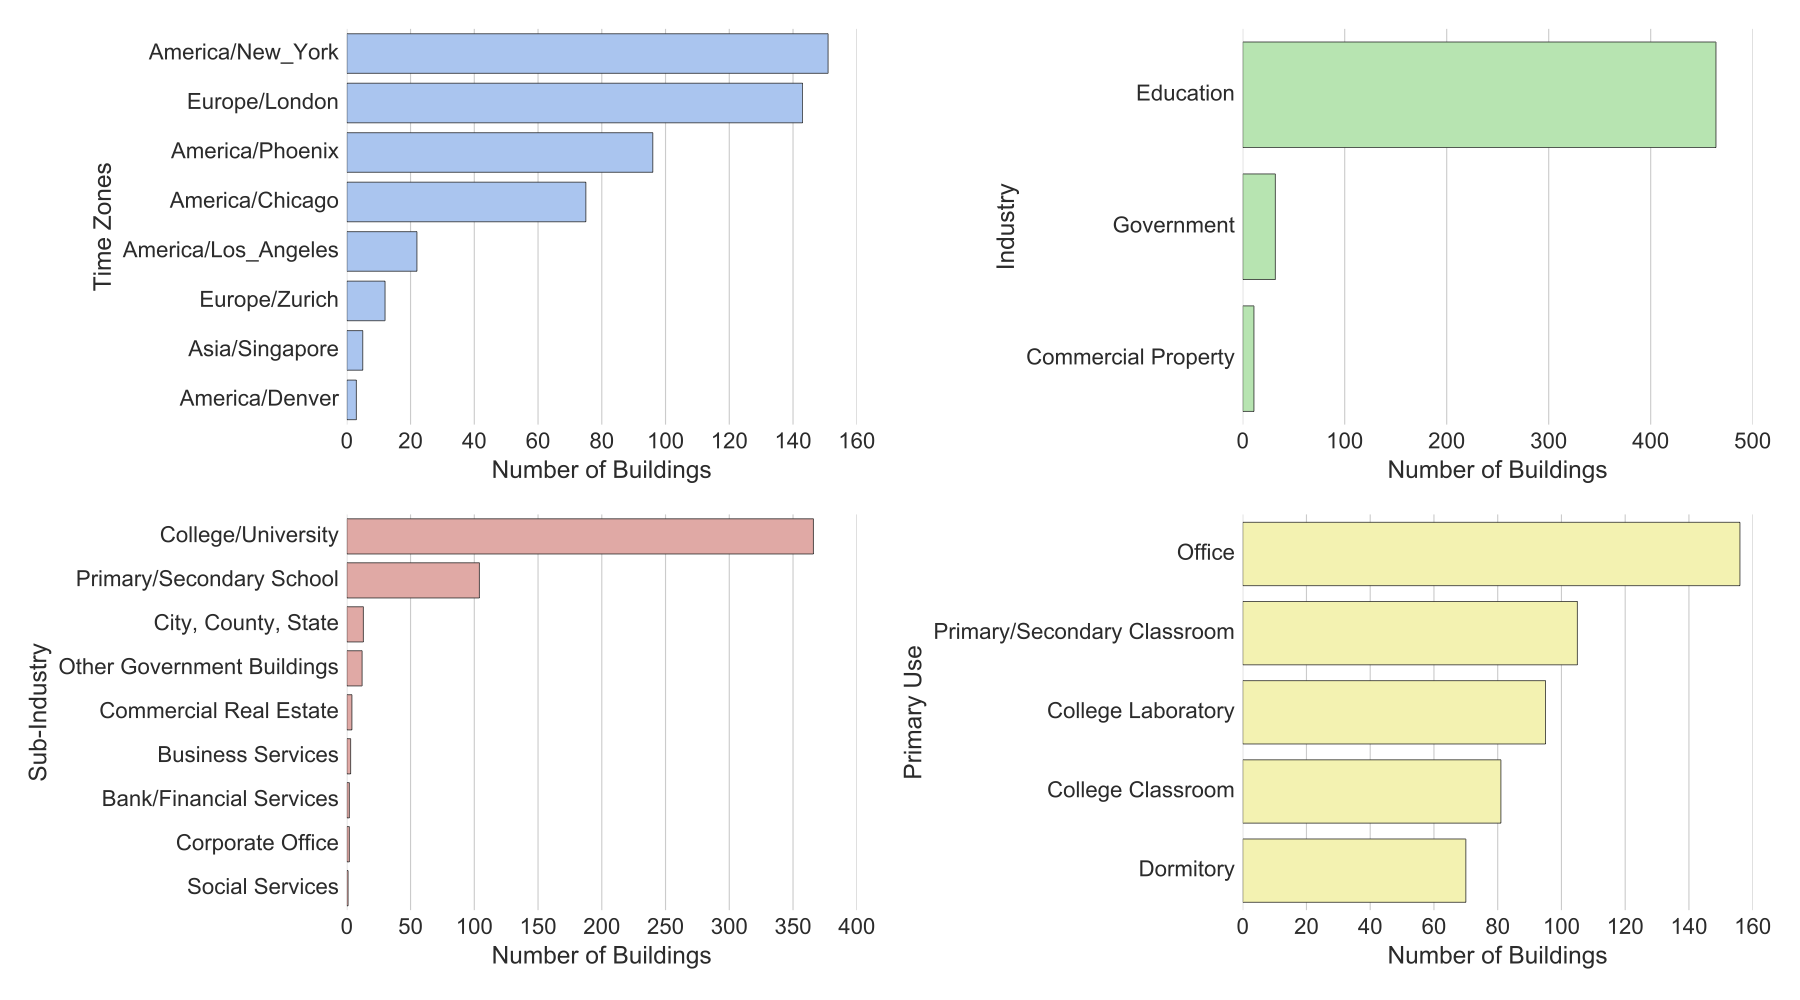 Time Zones
America/New_York
Europe/London
America/Phoenix
America/Chicago
America/Los_Angeles
Europe/Zurich
Asia/Singapore
America/Denver
0 20 40 60 80 100 120 140 160
Number of Buildings
Industry
Education
Government
Commercial Property
0 100 200 300 400 500
Number of Buildings
Sub-Industry
College/University
Primary/Secondary School
City, County, State
Other Government Buildings
Commercial Real Estate
Business Services
Bank/Financial Services
Corporate Office
Social Services
0 50 100 150 200 250 300 350 400
Number of Buildings
Primary Use
Office
Primary/Secondary Classroom
College Laboratory
College Classroom
Dormitory
0 20 40 60 80 100 120 140 160
Number of Buildings